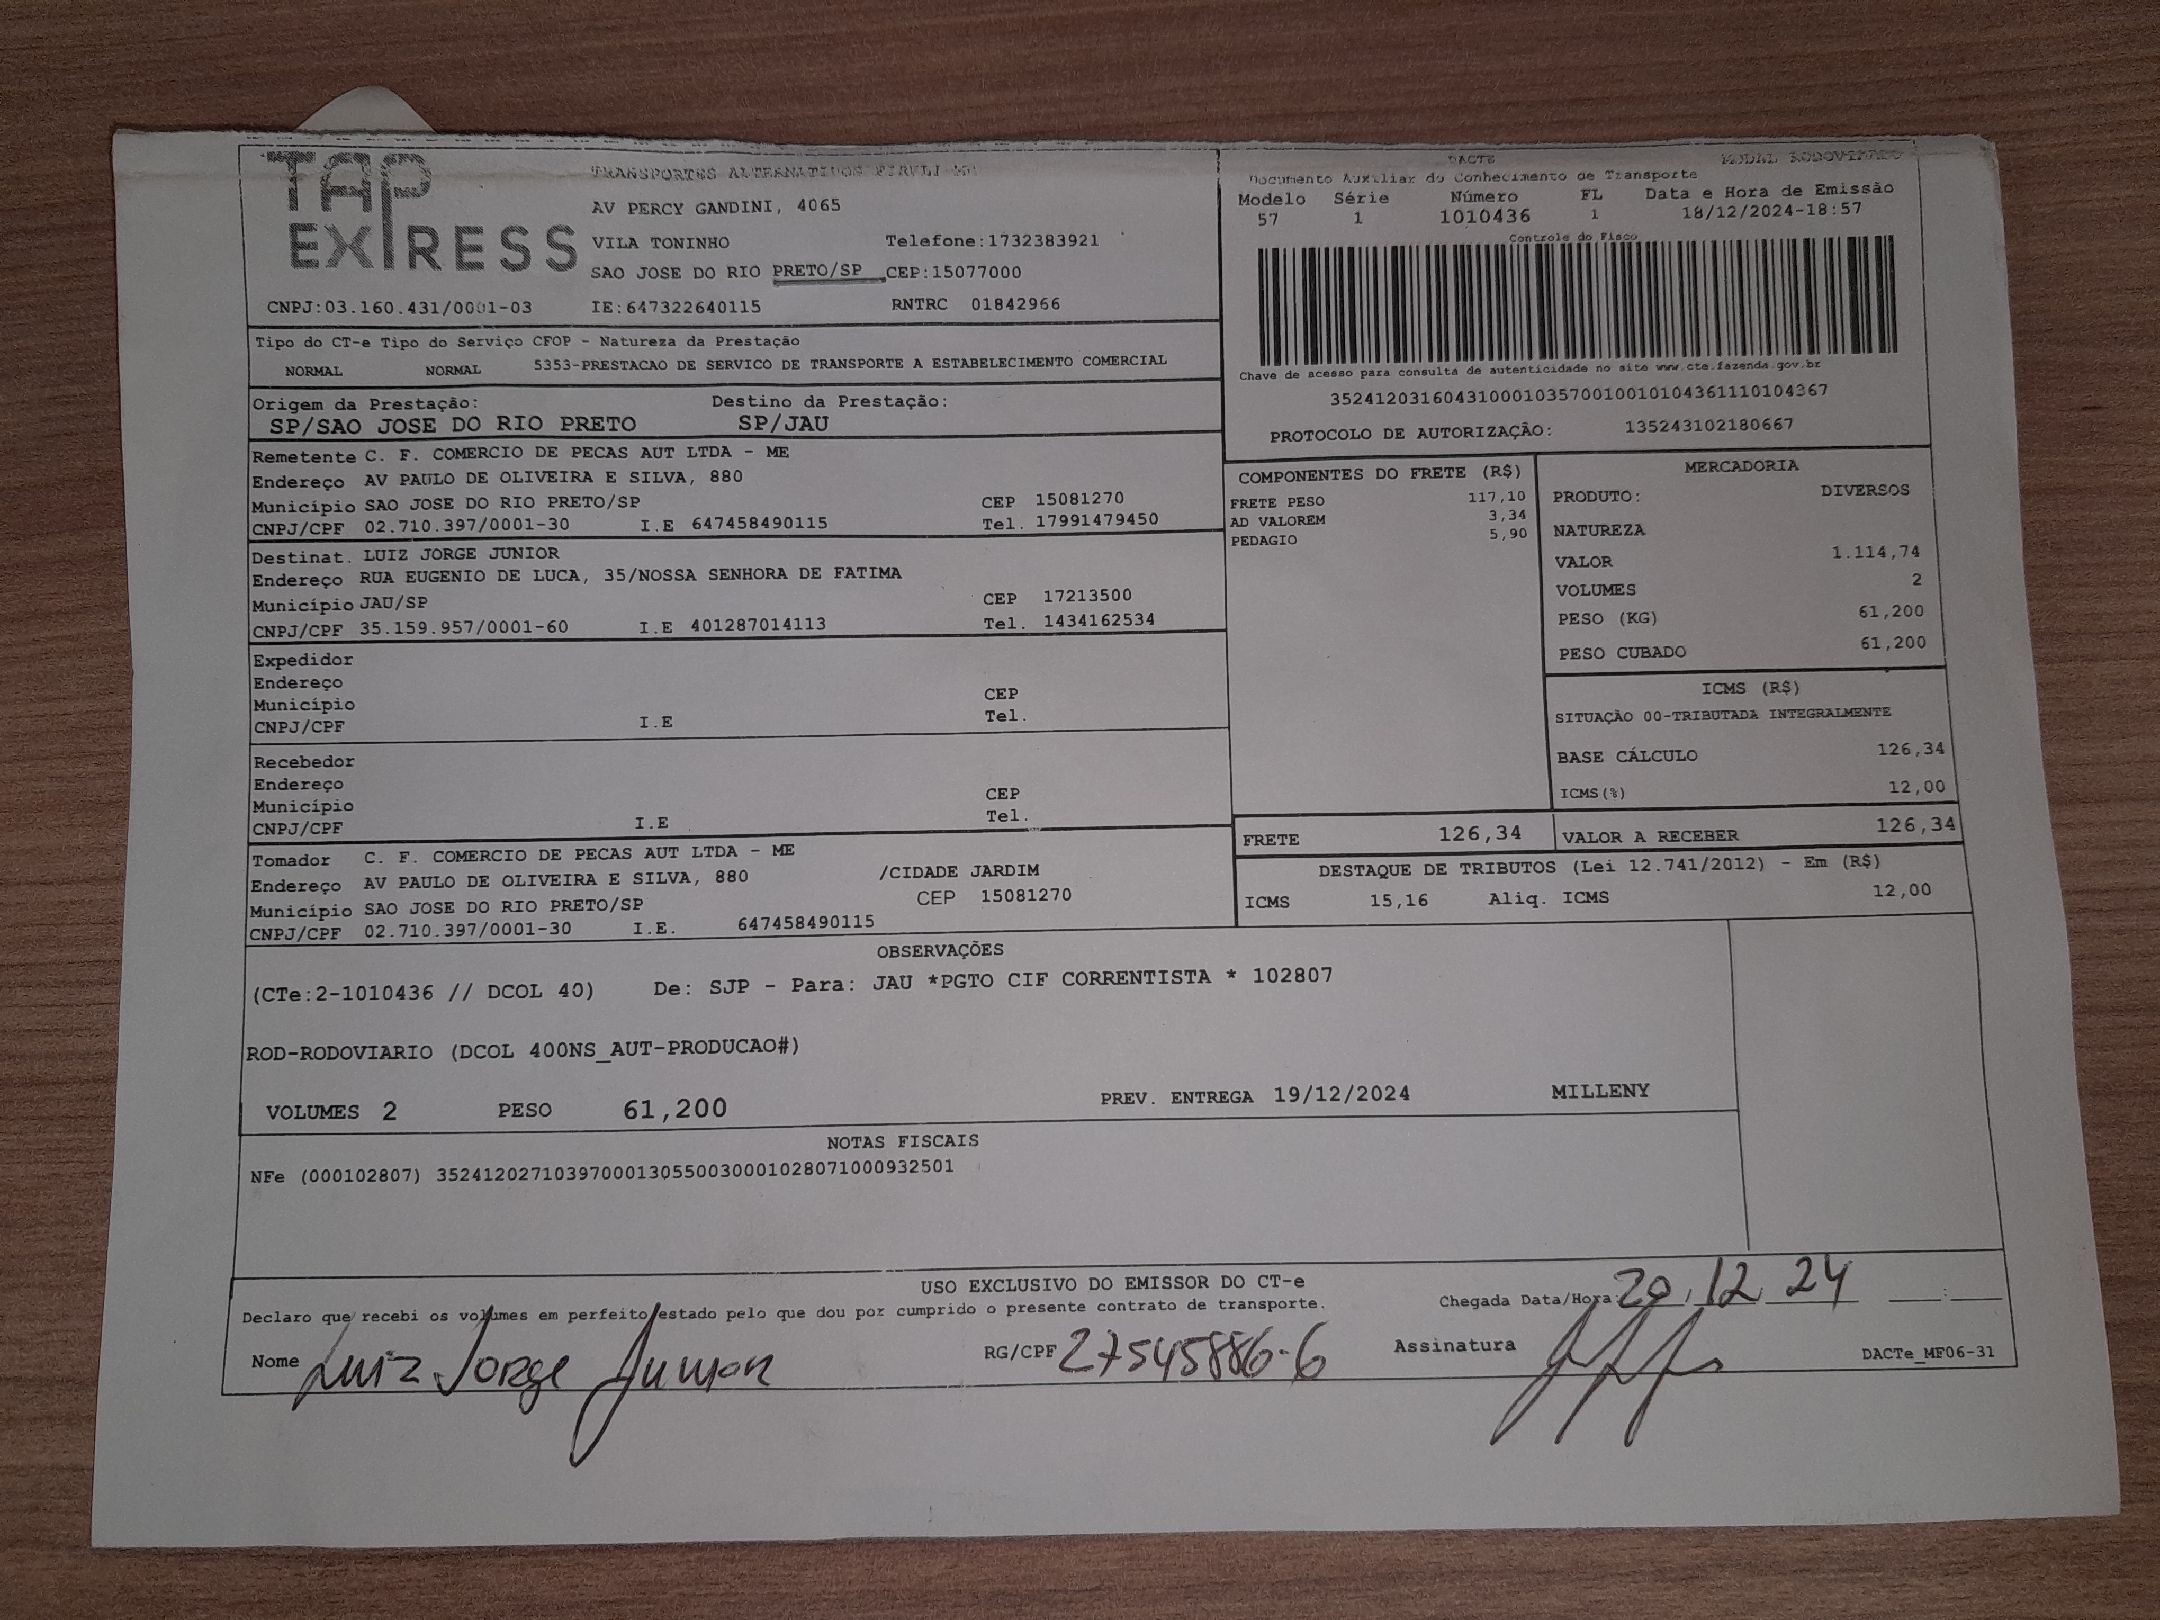 TAP
EXPRESS
TRANSPORTES ALTERNATIVOS
AV PERCY GANDINI, 4065
VILA TONINHO Telefone:1732383921
SAO JOSE DO RIO PRETO/SP CEP:15077000
CNPJ:03.160.431/0001-03 IE:647322640115 RNTRC 01842966
DACTE MODAL RODOVIARIO
Documento Auxiliar do Conhecimento de Transporte
Modelo Série Número FL Data e Hora de Emissão
57 1 1010436 1 18/12/2024-18:57
Controle do Fisco
Chave de acesso para consulta de autenticidade no site www.cte.fazenda.gov.br
35241203160431000103570010010104361110104367
PROTOCOLO DE AUTORIZAÇÃO: 135243102180667
Tipo do CT-e Tipo do Serviço CFOP - Natureza da Prestação
NORMAL NORMAL 5353-PRESTACAO DE SERVICO DE TRANSPORTE A ESTABELECIMENTO COMERCIAL
Origem da Prestação: Destino da Prestação:
SP/SAO JOSE DO RIO PRETO SP/JAU
Remetente C. F. COMERCIO DE PECAS AUT LTDA - ME
Endereço AV PAULO DE OLIVEIRA E SILVA, 880
Município SAO JOSE DO RIO PRETO/SP CEP 15081270
CNPJ/CPF 02.710.397/0001-30 I.E 647458490115 Tel. 17991479450
Destinat. LUIZ JORGE JUNIOR
Endereço RUA EUGENIO DE LUCA, 35/NOSSA SENHORA DE FATIMA
Município JAU/SP CEP 17213500
CNPJ/CPF 35.159.957/0001-60 I.E 401287014113 Tel. 1434162534
Expedidor
Endereço
Município CEP
CNPJ/CPF I.E Tel.
Recebedor
Endereço
Município CEP
CNPJ/CPF I.E Tel.
Tomador C. F. COMERCIO DE PECAS AUT LTDA - ME
Endereço AV PAULO DE OLIVEIRA E SILVA, 880 /CIDADE JARDIM
Município SAO JOSE DO RIO PRETO/SP CEP 15081270
CNPJ/CPF 02.710.397/0001-30 I.E. 647458490115
COMPONENTES DO FRETE (R$)
FRETE PESO 117,10
AD VALOREM 3,34
PEDAGIO 5,90
MERCADORIA
PRODUTO: DIVERSOS
NATUREZA
VALOR 1.114,74
VOLUMES 2
PESO (KG) 61,200
PESO CUBADO 61,200
ICMS (R$)
SITUAÇÃO 00-TRIBUTADA INTEGRALMENTE
BASE CÁLCULO 126,34
ICMS(%) 12,00
FRETE 126,34 VALOR A RECEBER 126,34
DESTAQUE DE TRIBUTOS (Lei 12.741/2012) - Em (R$)
ICMS 15,16 Aliq. ICMS 12,00
OBSERVAÇÕES
(CTe:2-1010436 // DCOL 40) De: SJP - Para: JAU *PGTO CIF CORRENTISTA * 102807
ROD-RODOVIARIO (DCOL 400NS_AUT-PRODUCAO#)
VOLUMES 2 PESO 61,200 PREV. ENTREGA 19/12/2024 MILLENY
NOTAS FISCAIS
NFe (000102807) 35241202710397000130550030001028071000932501
USO EXCLUSIVO DO EMISSOR DO CT-e
Declaro que recebi os volumes em perfeito estado pelo que dou por cumprido o presente contrato de transporte. Chegada Data/Hora: 20/12/24 :
Nome Luiz Jorge Junior RG/CPF 27545886-6 Assinatura DACTe_MF06-31